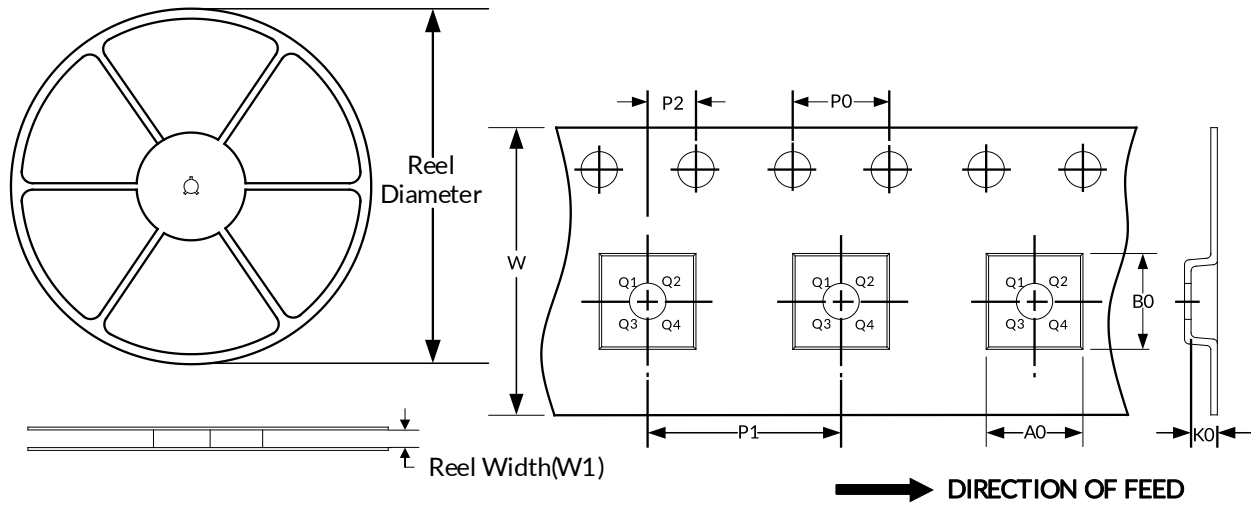 Reel
Diameter
P2
P0
W
Q1 Q2
Q3 Q4
Q1 Q2
Q3 Q4
Q1 Q2
Q3 Q4
B0
P1
A0
K0
Reel Width(W1)
DIRECTION OF FEED